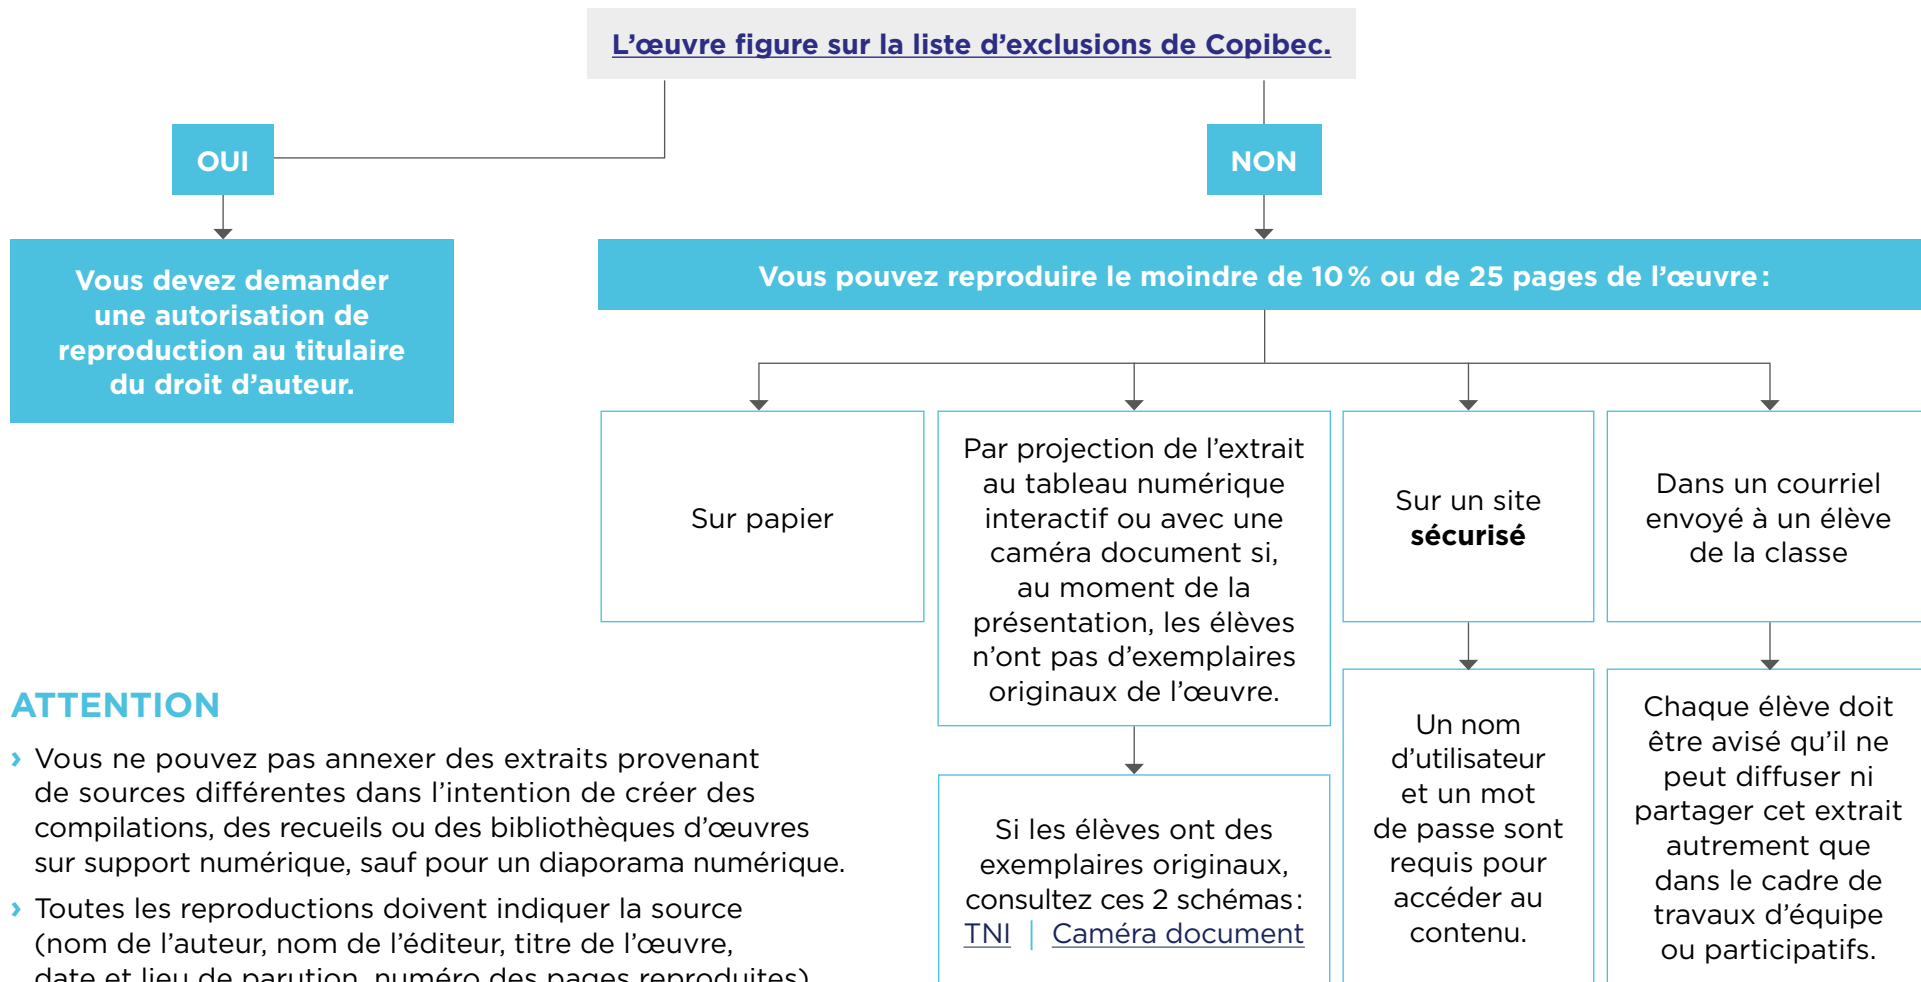 L’œuvre figure sur la liste d’exclusions de Copibec.
OUI
NON
Vous devez demander
une autorisation de
reproduction au titulaire
du droit d’auteur.
Vous pouvez reproduire le moindre de 10 % ou de 25 pages de l’œuvre :
Sur papier
Par projection de l’extrait
au tableau numérique
interactif ou avec une
caméra document si,
au moment de la
présentation, les élèves
n’ont pas d’exemplaires
originaux de l’œuvre.
Sur un site
sécurisé
Dans un courriel
envoyé à un élève
de la classe
Si les élèves ont des
exemplaires originaux,
consultez ces 2 schémas :
TNI | Caméra document
Un nom
d’utilisateur
et un mot
de passe sont
requis pour
accéder au
contenu.
Chaque élève doit
être avisé qu’il ne
peut diffuser ni
partager cet extrait
autrement que
dans le cadre de
travaux d’équipe
ou participatifs.
ATTENTION
› Vous ne pouvez pas annexer des extraits provenant
de sources différentes dans l’intention de créer des
compilations, des recueils ou des bibliothèques d’œuvres
sur support numérique, sauf pour un diaporama numérique.
› Toutes les reproductions doivent indiquer la source
(nom de l’auteur, nom de l’éditeur, titre de l’œuvre,
date et lieu de parution, numéro des pages reproduites)